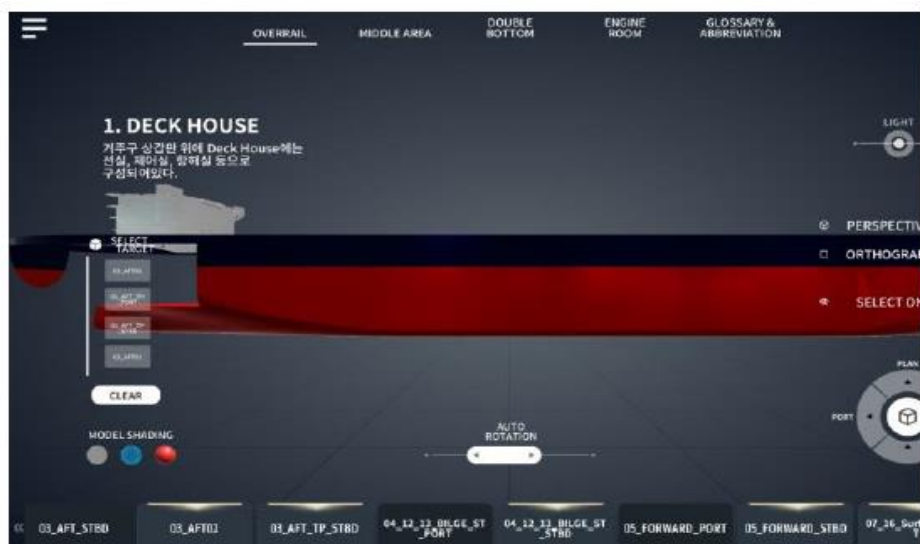 OVERRAIL
MIDDLE AREA
DOUBLE
BOTTOM
ENGINE
ROOM
GLOSSARY &
ABBREVIATION
1. DECK HOUSE
거주구 상갑판 위에 Deck House에는
선실, 제어실, 항해실 등으로
구성되어있다.
LIGHT
SELECT
TARGET
PERSPECTIV
ORTHOGRAP
SELECT ON
CLEAR
MODEL SHADING
AUTO
ROTATION
PLAN
PORT
03_AFT_STBD
03_AFT02
03_AFT_TP_STBD
04_12_13_BILGE_ST
_PORT
04_12_13_BILGE_ST
_STBD
05_FORWARD_PORT
05_FORWARD_STBD